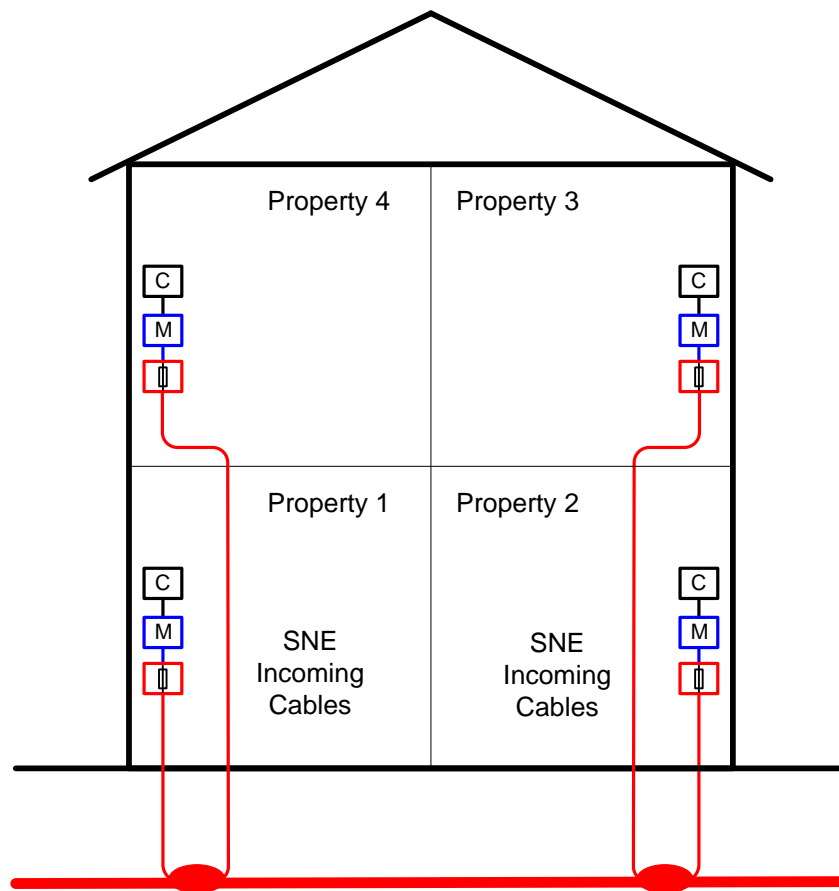 Property 4
Property 3
C
C
M
M
Property 1
Property 2
C
C
M
M
SNE
Incoming
Cables
SNE
Incoming
Cables